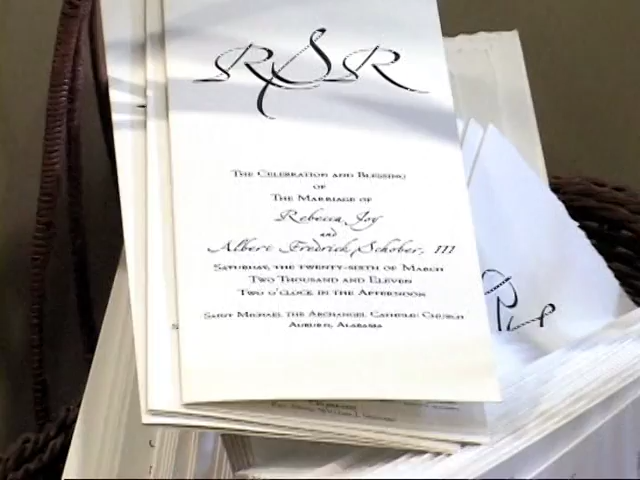 RSR
The Celebration and Blessing
of
The Marriage of
Rebecca Joy
and
Albert Fredrick Schober, III
Saturday, the twenty-sixth of March
Two Thousand and Eleven
Two o'clock in the Afternoon
Saint Michael the Archangel Catholic Church
Auburn, Alabama